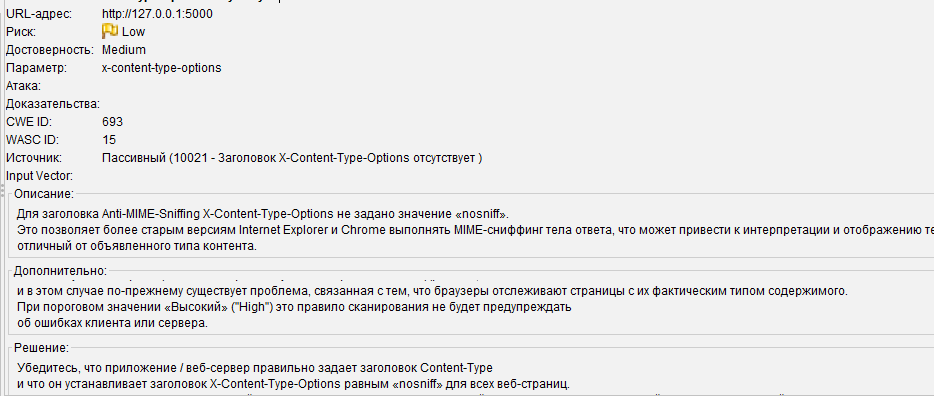 URL-адрес: http://127.0.0.1:5000
Риск: Low
Достоверность: Medium
Параметр: x-content-type-options
Атака:
Доказательства:
CWE ID: 693
WASC ID: 15
Источник: Пассивный (10021 - Заголовок X-Content-Type-Options отсутствует )
Input Vector:
Описание:
Для заголовка Anti-MIME-Sniffing X-Content-Type-Options не задано значение «nosniff».
Это позволяет более старым версиям Internet Explorer и Chrome выполнять MIME-сниффинг тела ответа, что может привести к интерпретации и отображению
отличный от объявленного типа контента.
Дополнительно:
и в этом случае по-прежнему существует проблема, связанная с тем, что браузеры отслеживают страницы с их фактическим типом содержимого.
При пороговом значении «Высокий» ("High") это правило сканирования не будет предупреждать
об ошибках клиента или сервера.
Решение:
Убедитесь, что приложение / веб-сервер правильно задает заголовок Content-Type
и что он устанавливает заголовок X-Content-Type-Options равным «nosniff» для всех веб-страниц.